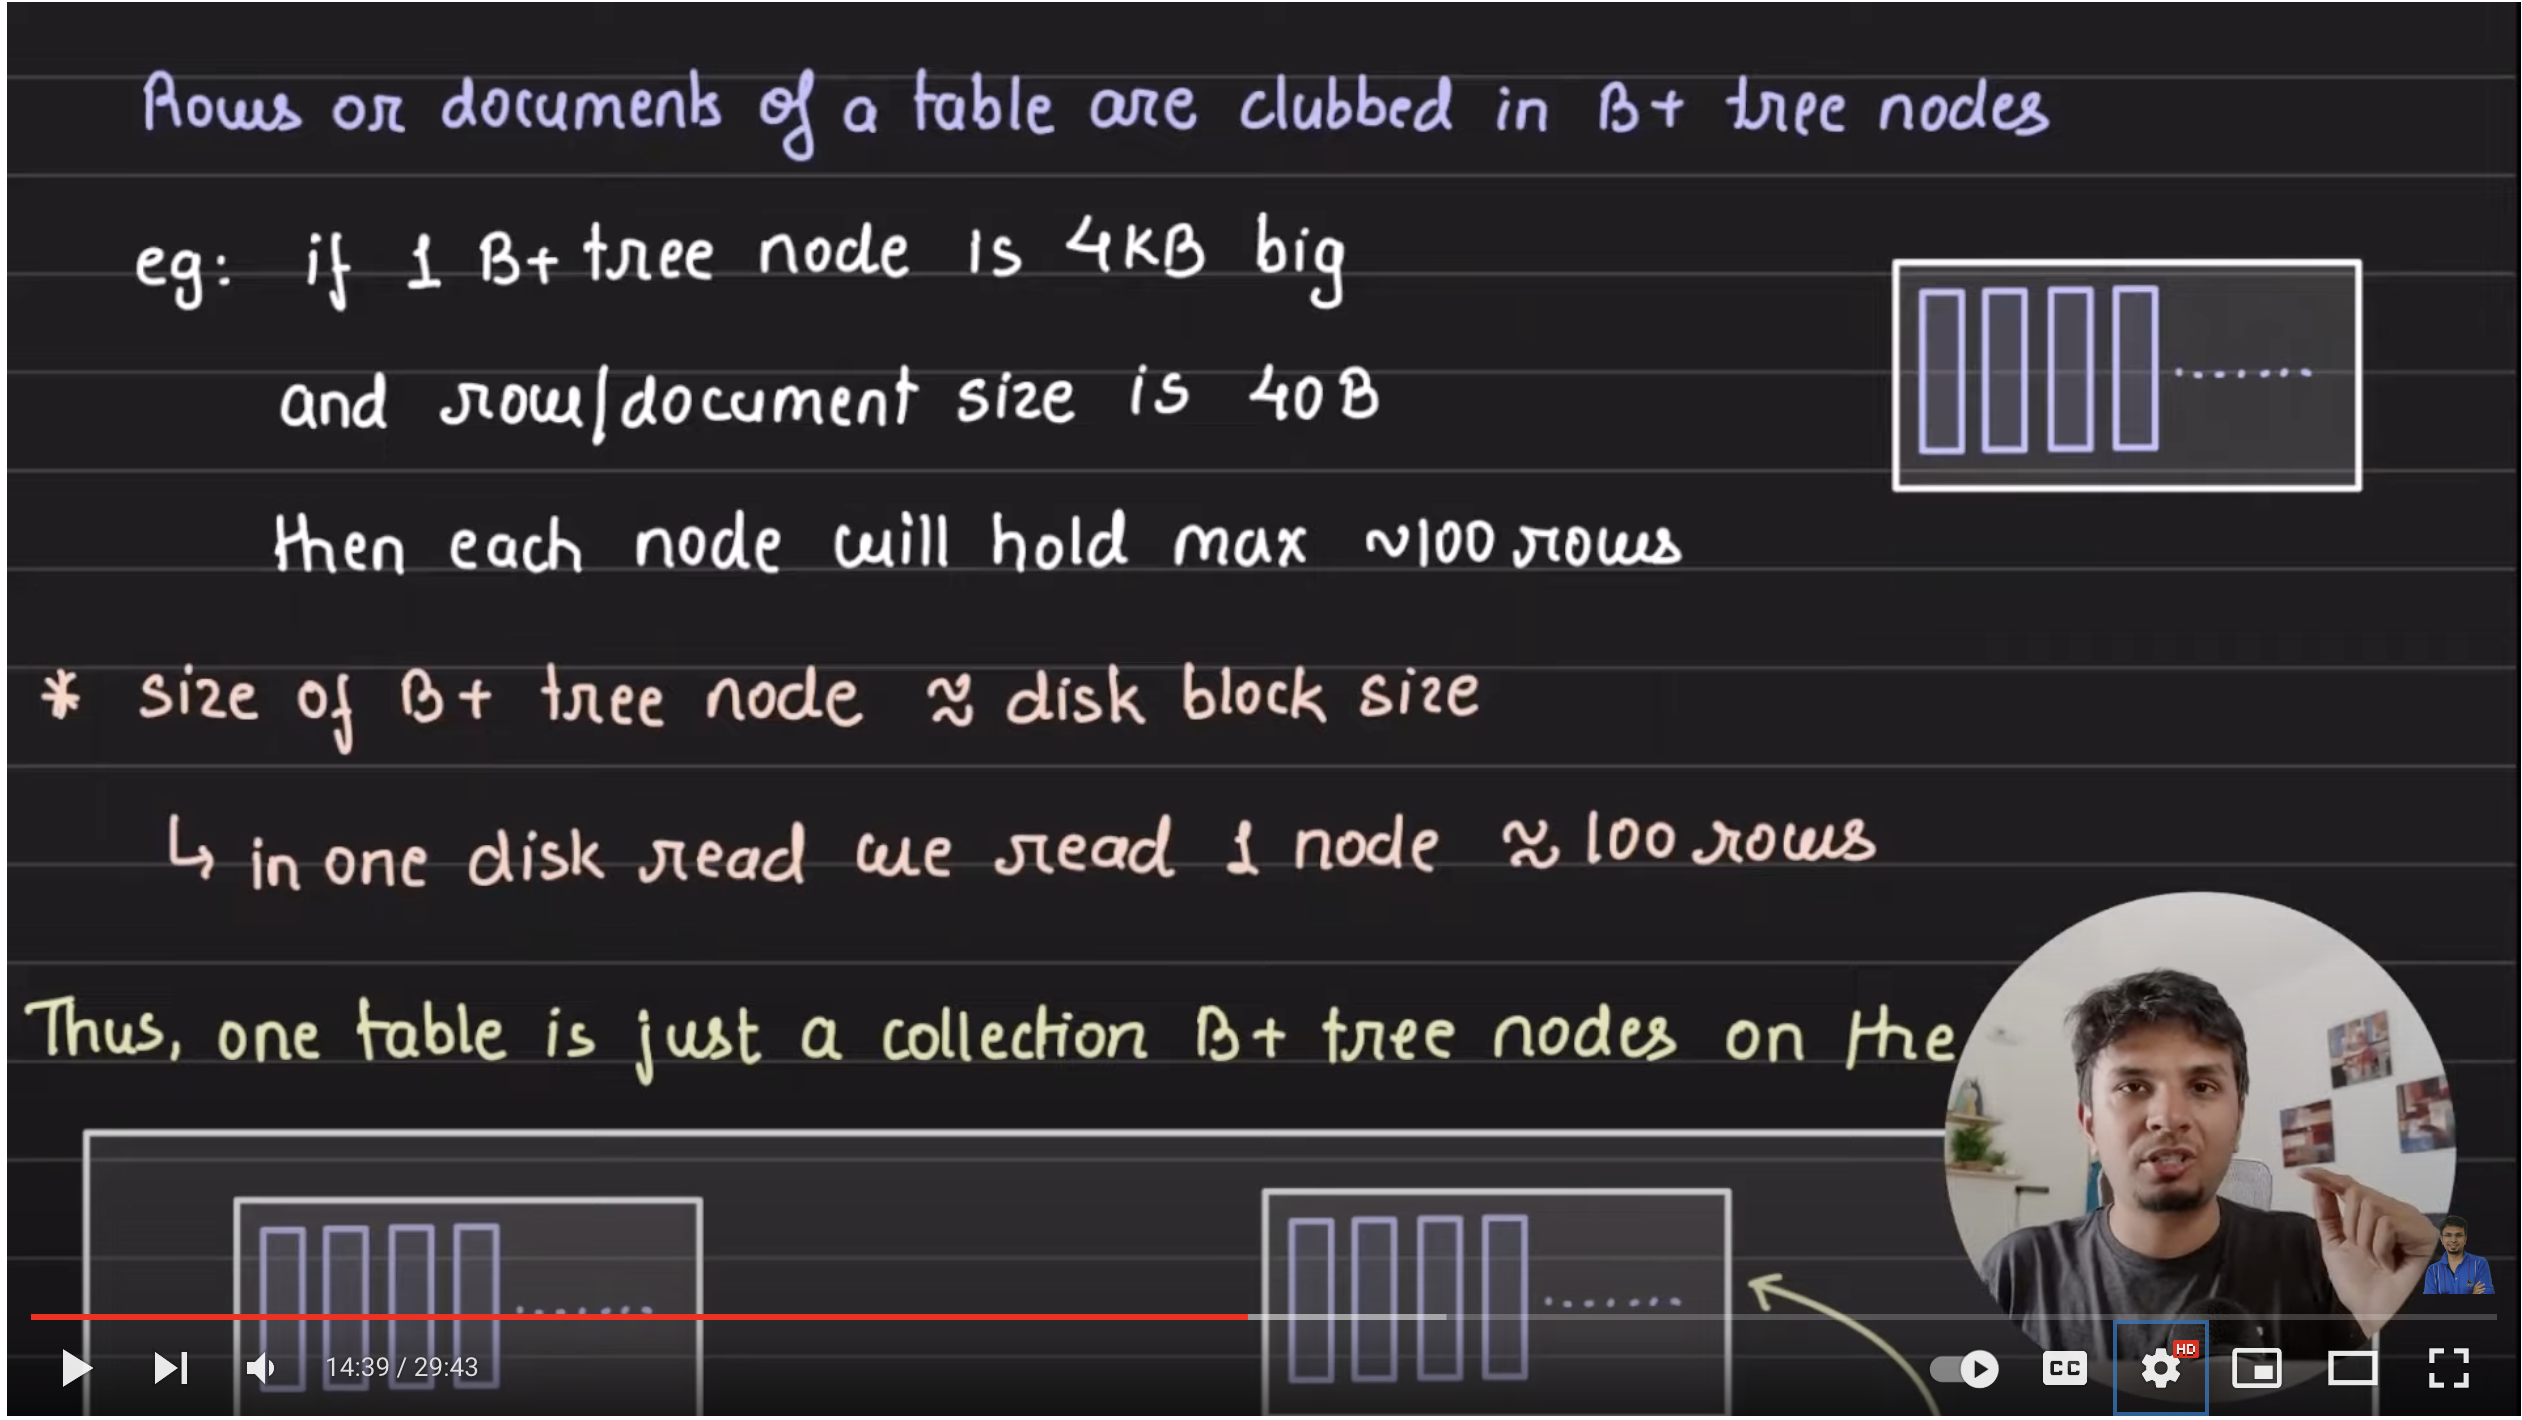 Rows or documents of a table are clubbed in B+ tree nodes
eg: if 1 B+ tree node is 4KB big
and row/document size is 40B
then each node will hold max ~100 rows
* size of B+ tree node ≈ disk block size
↳ in one disk read we read 1 node ≈ 100 rows
Thus, one table is just a collection B+ tree nodes on the
14:39 / 29:43
CC
HD